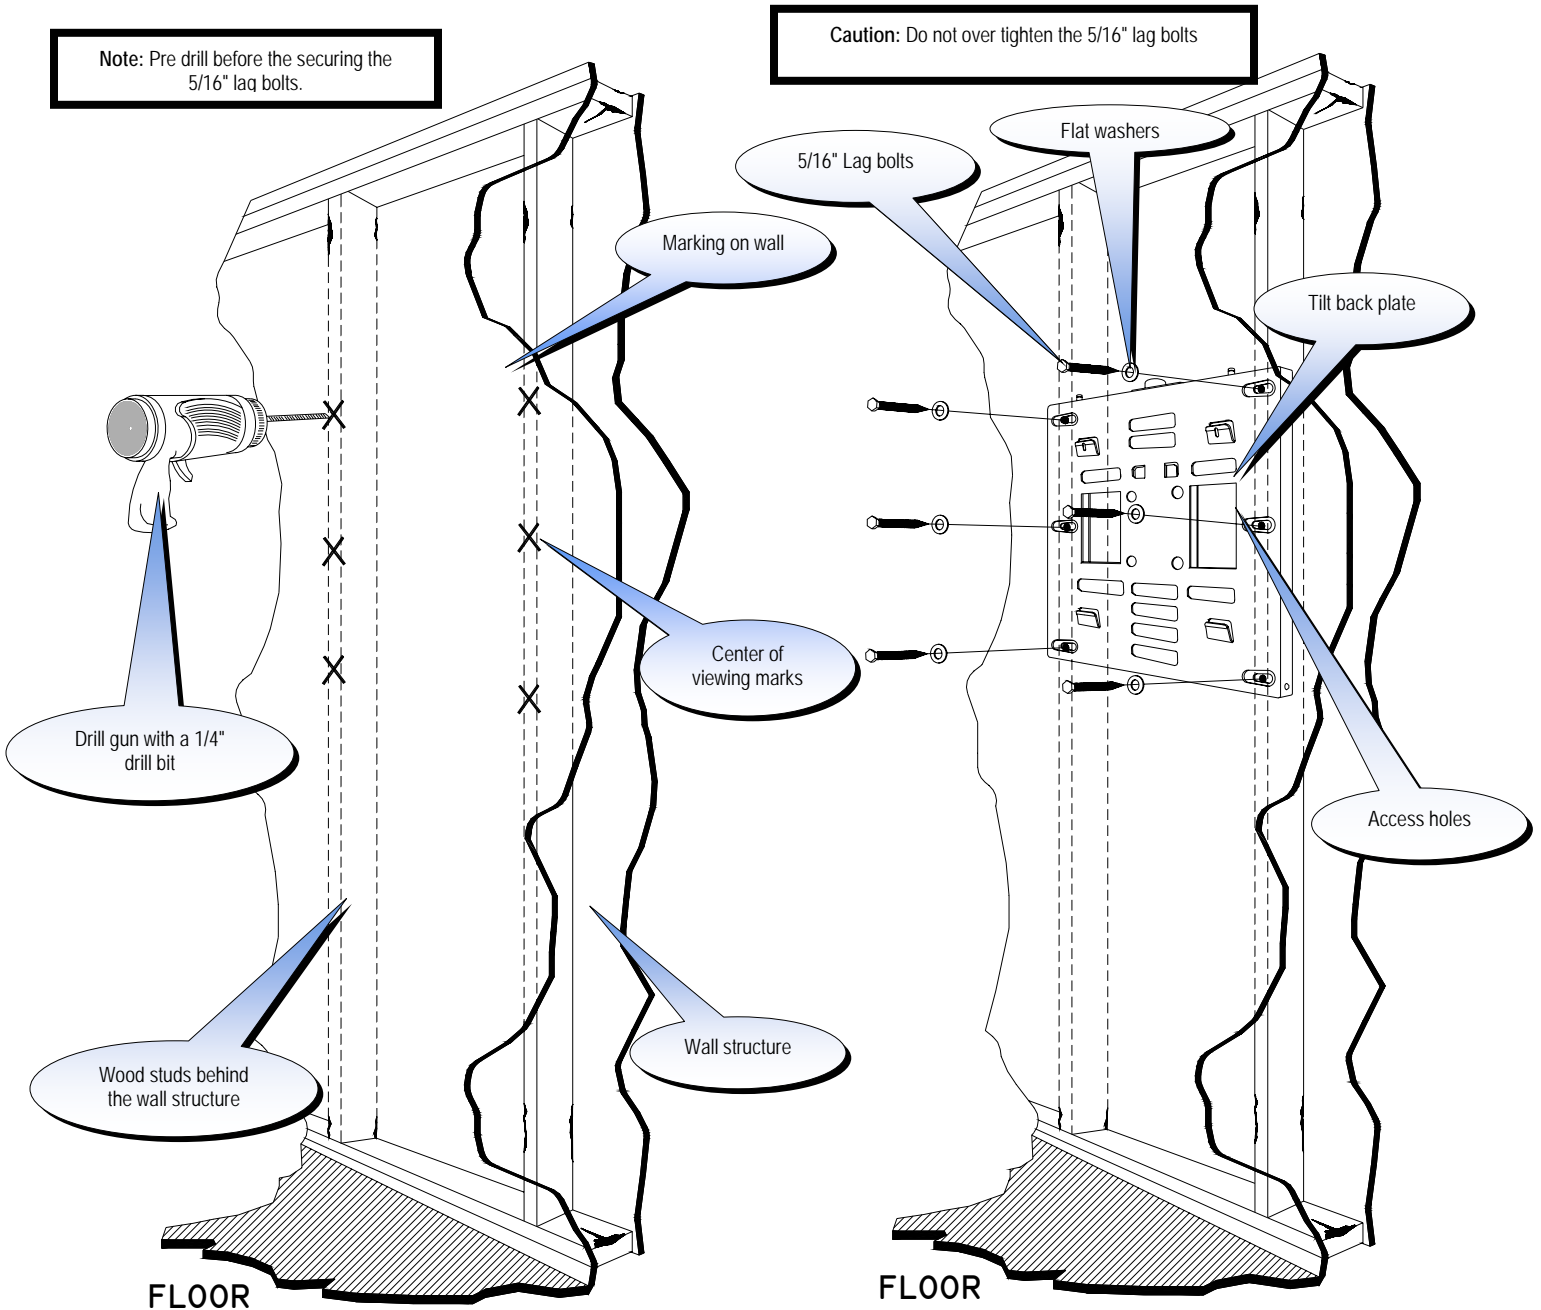 Note: Pre drill before the securing the
5/16" lag bolts.
Caution: Do not over tighten the 5/16" lag bolts
Flat washers
5/16" Lag bolts
Marking on wall
Tilt back plate
Center of
viewing marks
Drill gun with a 1/4"
drill bit
Access holes
Wall structure
Wood studs behind
the wall structure
FLOOR
FLOOR